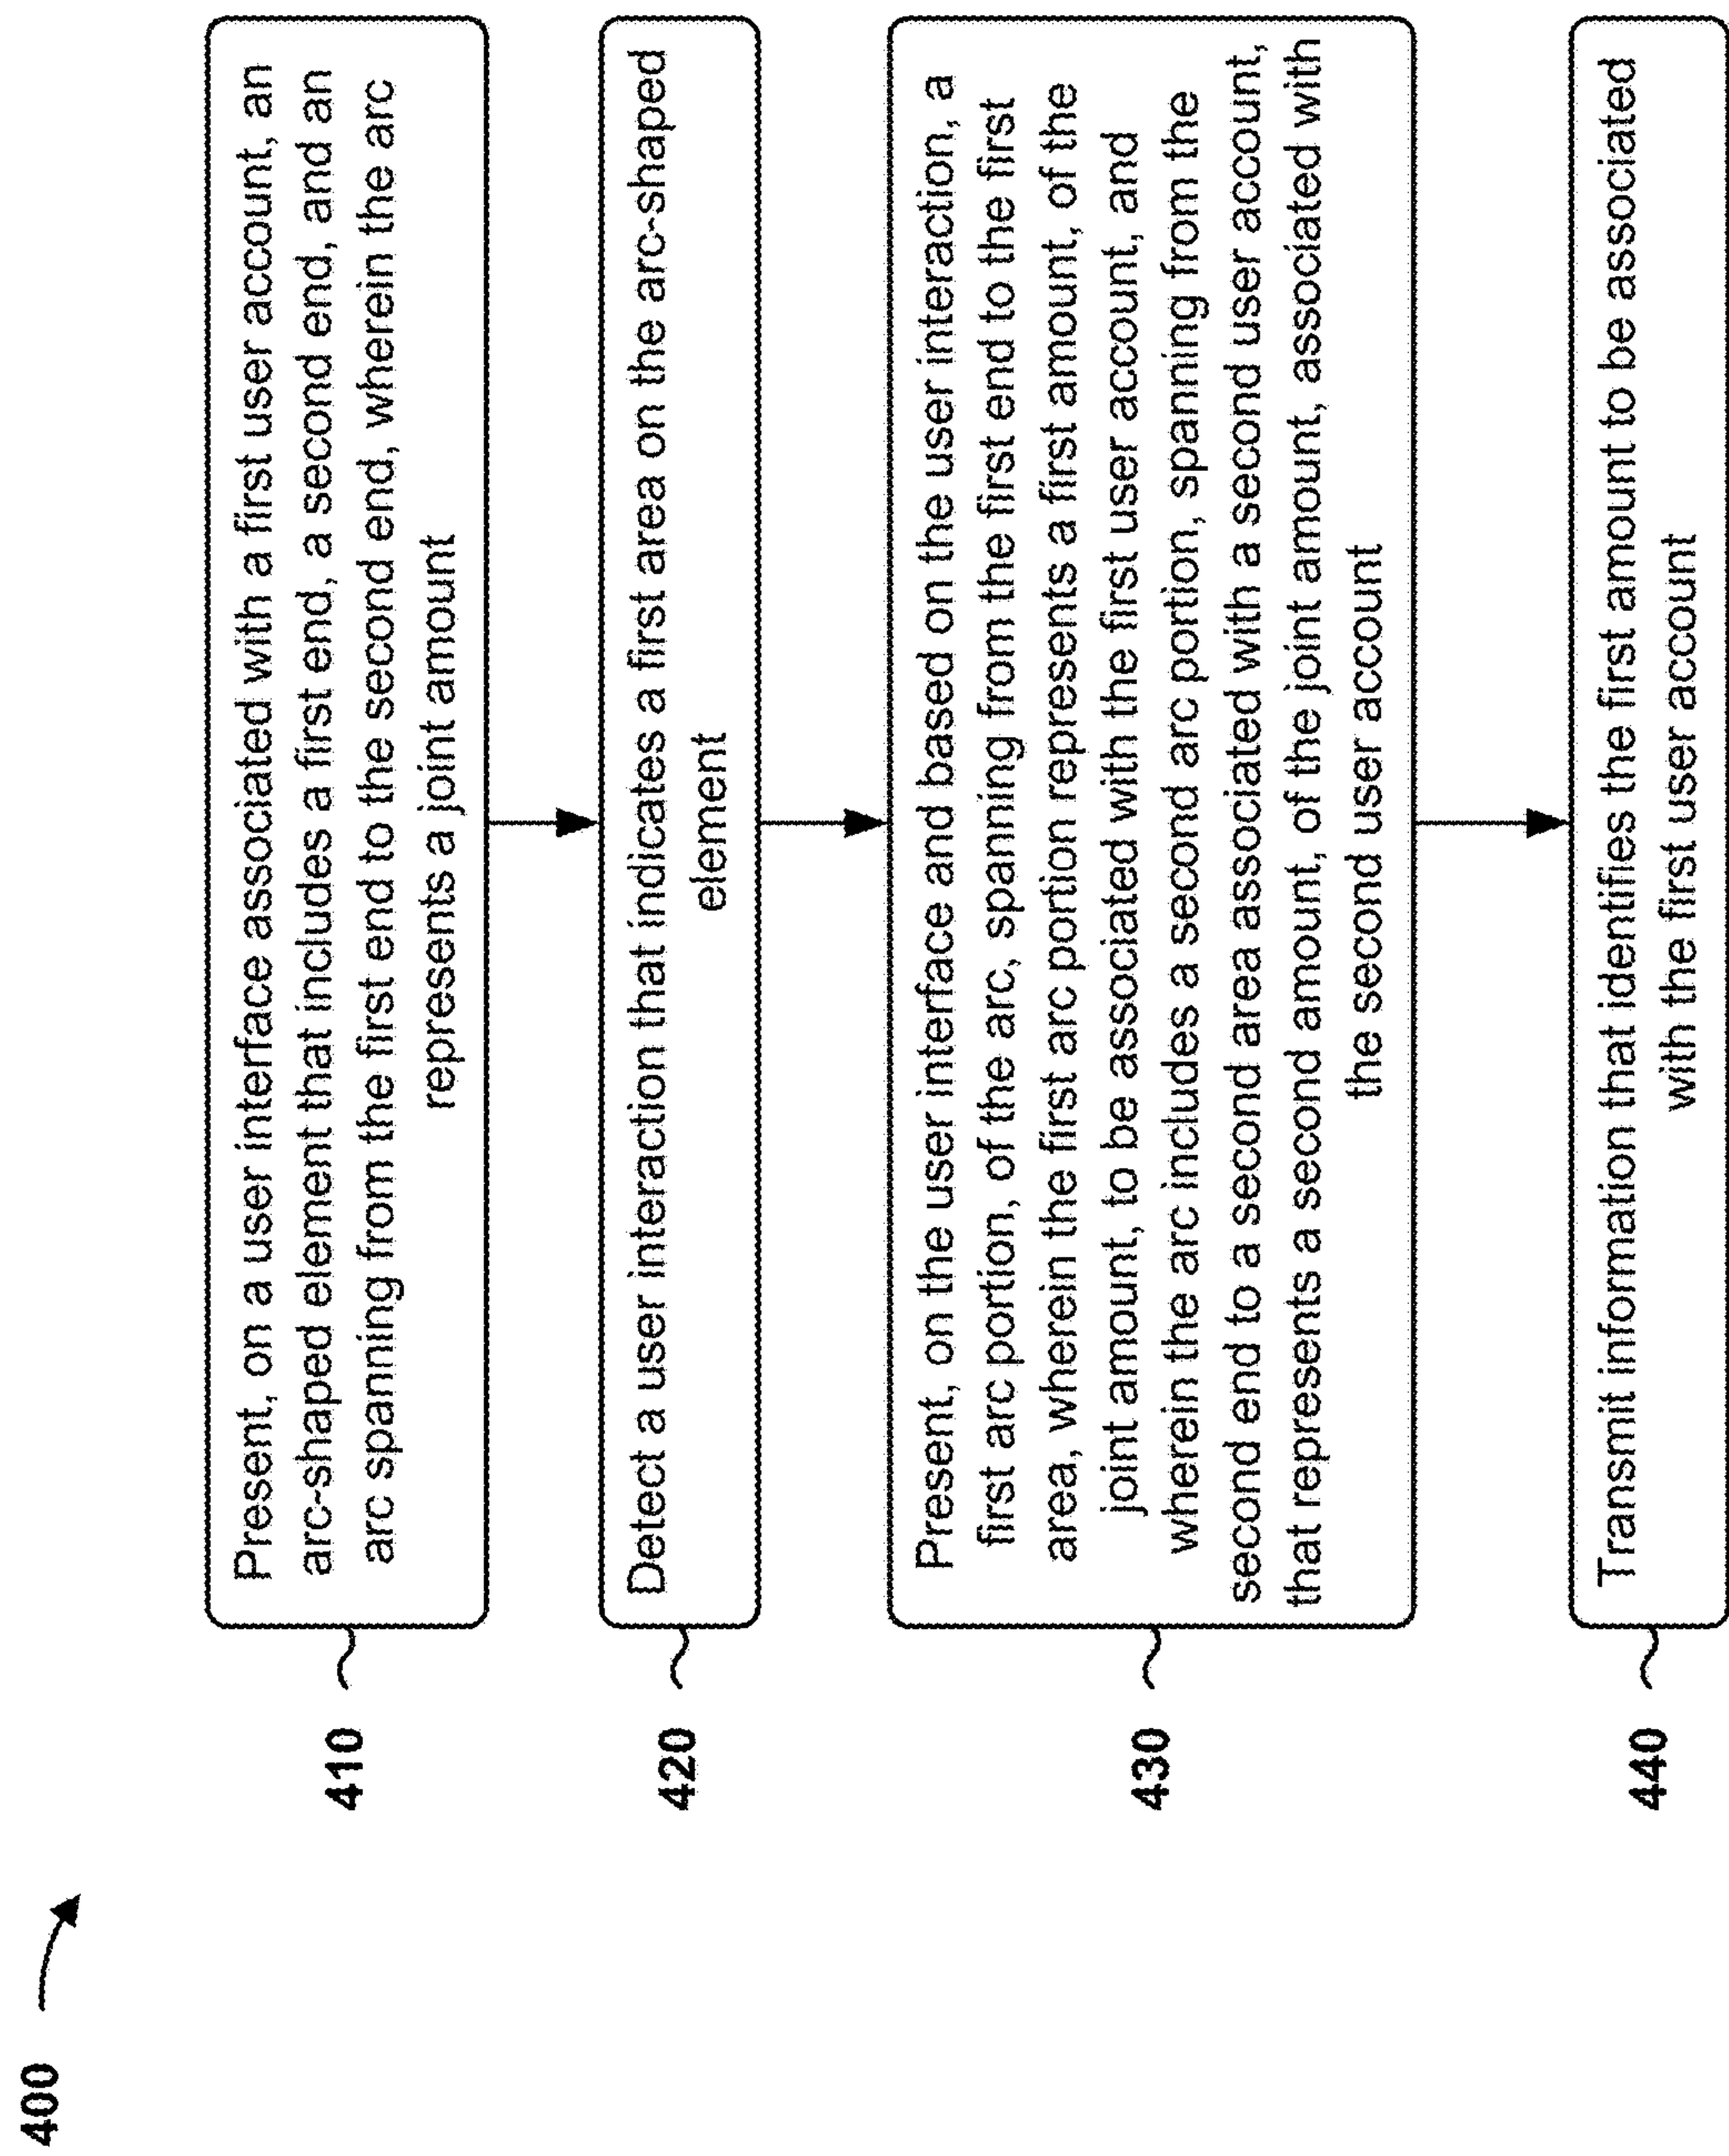 400
410
Present, on a user interface associated with a first user account, an
arc-shaped element that includes a first end, a second end, and an
arc spanning from the first end to the second end, wherein the arc
represents a joint amount
420
Detect a user interaction that indicates a first area on the arc-shaped
element
430
Present, on the user interface and based on the user interaction, a
first arc portion, of the arc, spanning from the first end to the first
area, wherein the first arc portion represents a first amount, of the
joint amount, to be associated with the first user account, and
wherein the arc includes a second arc portion, spanning from the
second end to a second area associated with a second user account,
that represents a second amount, of the joint amount, associated with
the second user account
440
Transmit information that identifies the first amount to be associated
with the first user account